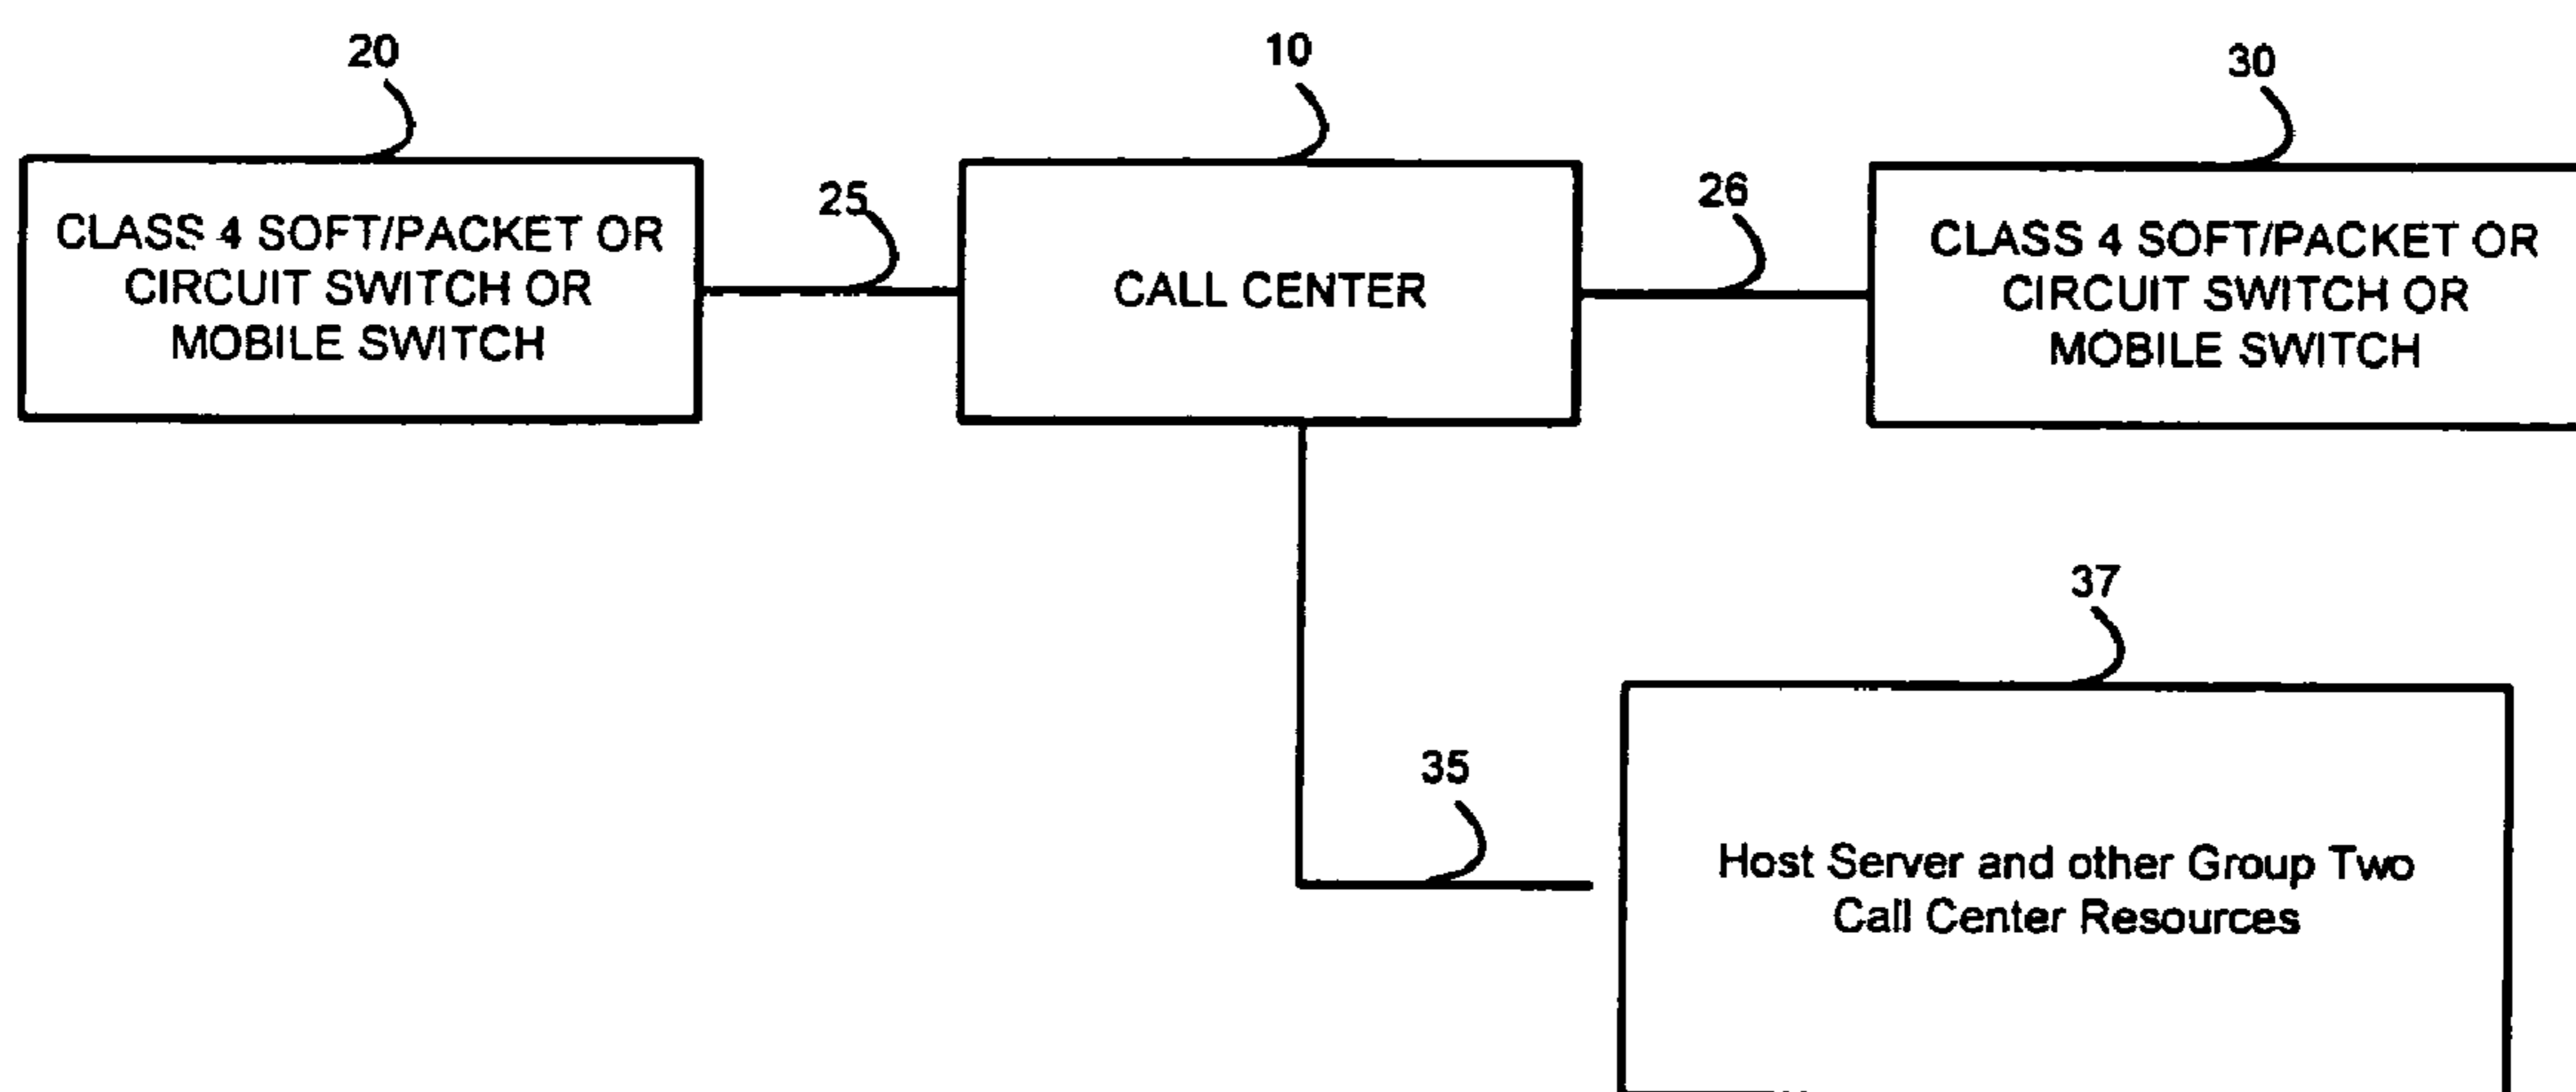 20
10
30
25
26
CLASS 4 SOFT/PACKET OR
CIRCUIT SWITCH OR
MOBILE SWITCH
CALL CENTER
CLASS 4 SOFT/PACKET OR
CIRCUIT SWITCH OR
MOBILE SWITCH
37
35
Host Server and other Group Two
Call Center Resources